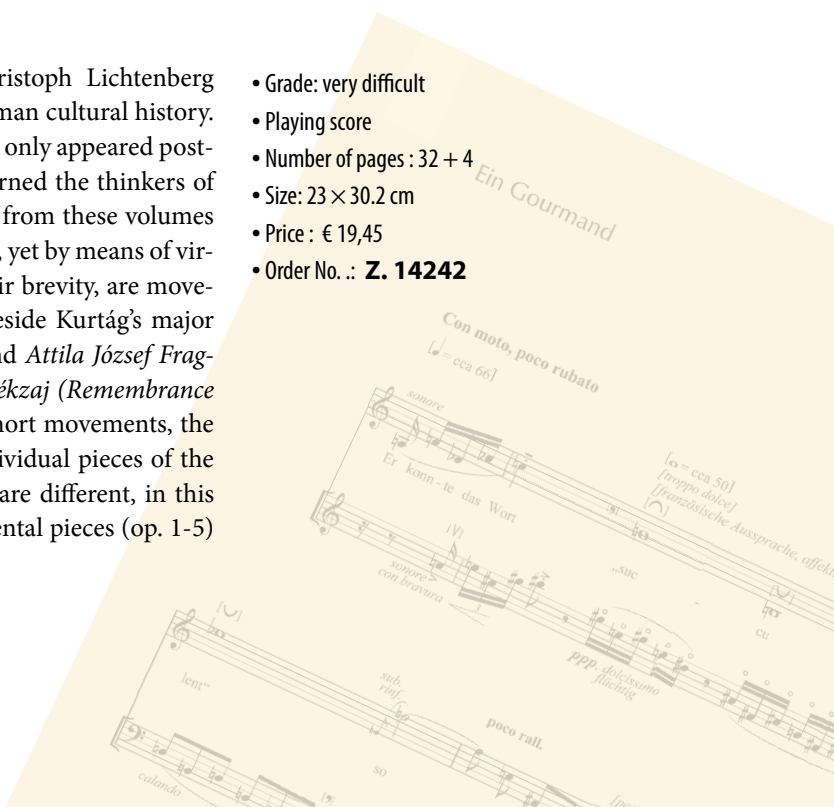 ristoph Lichtenberg
man cultural history.
only appeared post-
rned the thinkers of
from these volumes
, yet by means of vir-
ir brevity, are move-
eside Kurtág’s major
nd Attila József Frag-
ékzaj (Remembrance
hort movements, the
ividual pieces of the
are different, in this
ental pieces (op. 1-5)
• Grade: very difficult
• Playing score
• Number of pages : 32 + 4
• Size: 23 × 30.2 cm
• Price : € 19,45
• Order No. .: Z. 14242
Ein Gourmand
Con moto, poco rubato
[♩ = cca 66]
sonore
Er konn - te das Wort
[𝅝 = cca 50]
[troppo dolce]
[französische Aussprache, affekt
sonore
con bravura
„suc
cu
ppp, dolcissimo
flüchtig
lent“
sub.
rinf.
so
poco rall.
calando